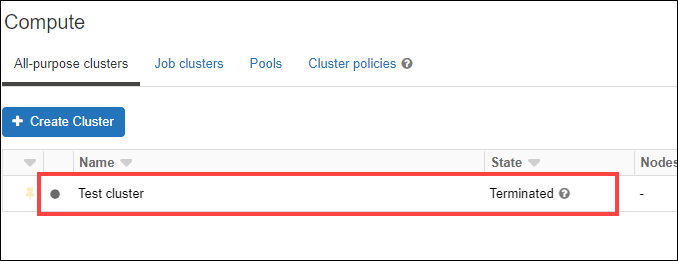 Compute
All-purpose clusters Job clusters Pools Cluster policies ?
+ Create Cluster
Name State Nodes
Test cluster Terminated ? -